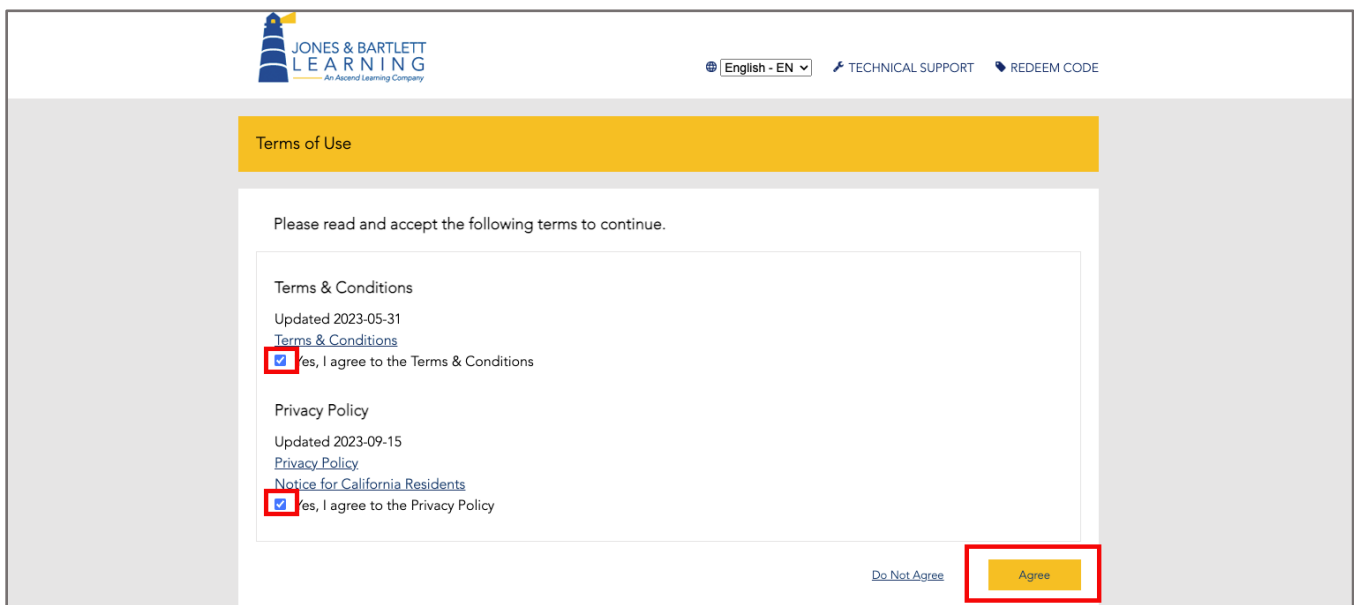 JONES & BARTLETT
LEARNING
An Ascend Learning Company
English - EN
TECHNICAL SUPPORT
REDEEM CODE
Terms of Use
Please read and accept the following terms to continue.
Terms & Conditions
Updated 2023-05-31
Terms & Conditions
Yes, I agree to the Terms & Conditions
Privacy Policy
Updated 2023-09-15
Privacy Policy
Notice for California Residents
Yes, I agree to the Privacy Policy
Do Not Agree
Agree